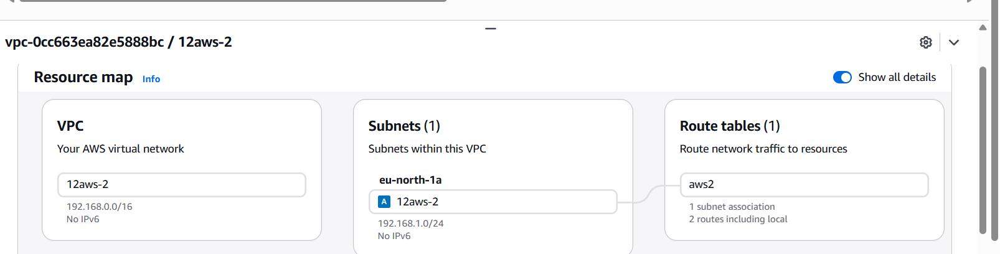 vpc-0cc663ea82e5888bc / 12aws-2
Resource map Info
Show all details
VPC
Your AWS virtual network
12aws-2
192.168.0.0/16
No IPv6
Subnets (1)
Subnets within this VPC
eu-north-1a
A 12aws-2
192.168.1.0/24
No IPv6
Route tables (1)
Route network traffic to resources
aws2
1 subnet association
2 routes including local